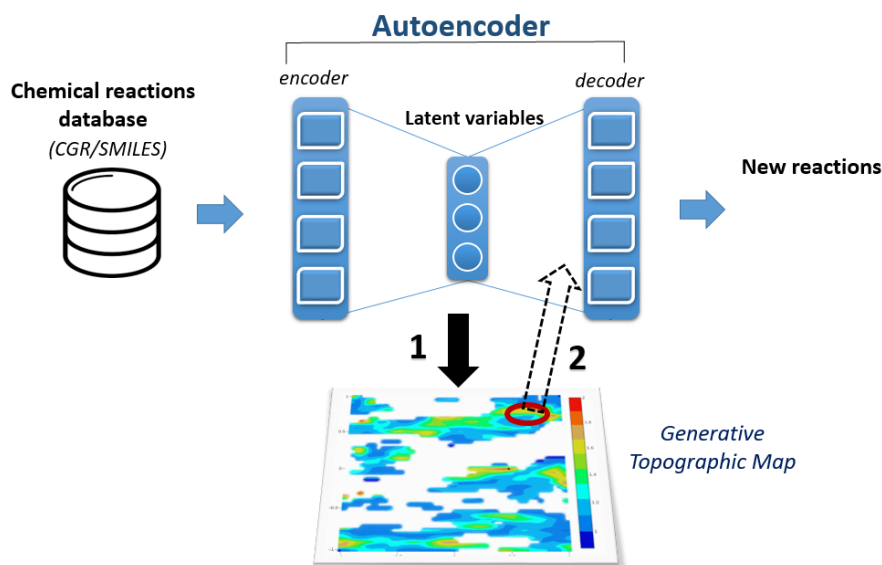 Autoencoder
encoder
decoder
Chemical reactions
database
(CGR/SMILES)
Latent variables
New reactions
1
2
Generative
Topographic Map